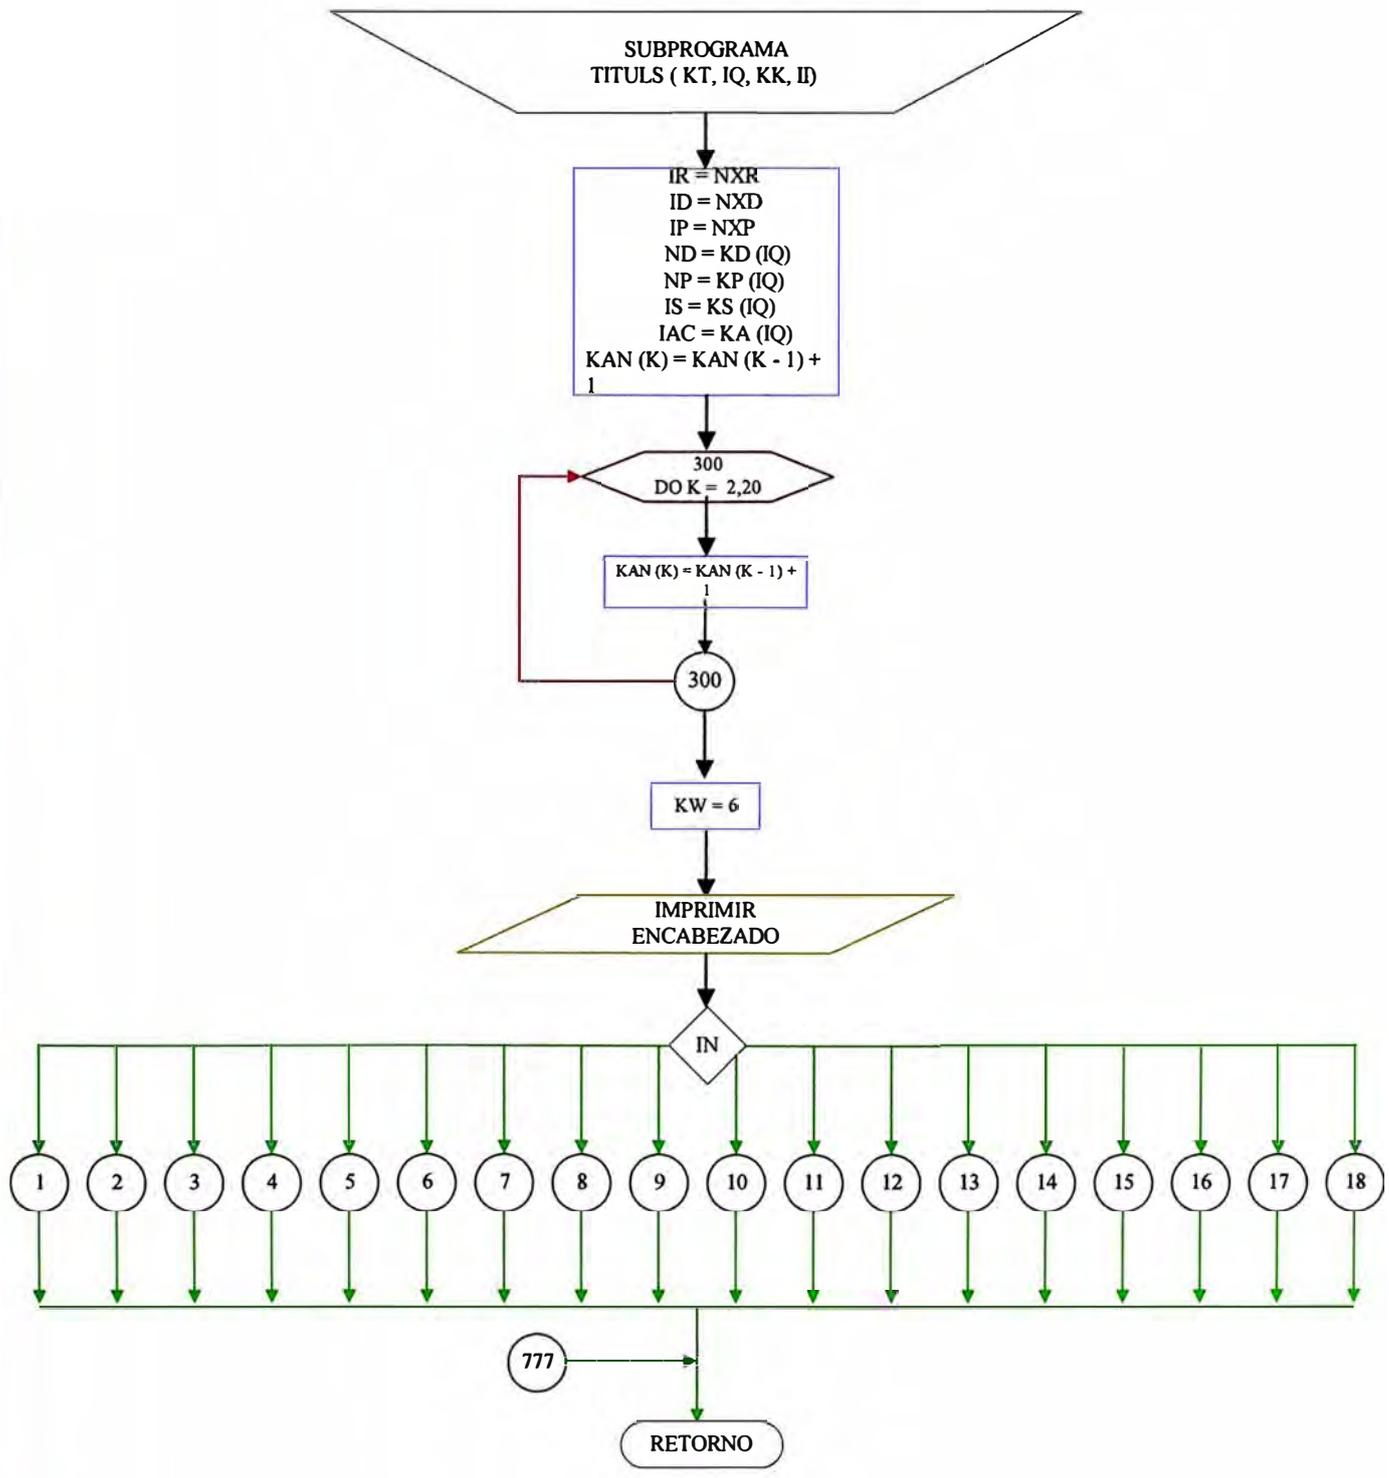 SUBPROGRAMA
TITULS ( KT, IQ, KK, II)
IR = NXR
ID = NXD
IP = NXP
ND = KD (IQ)
NP = KP (IQ)
IS = KS (IQ)
IAC = KA (IQ)
KAN (K) = KAN (K - 1) +
1
300
DO K = 2,20
KAN (K) = KAN (K - 1) +
1
300
KW = 6
IMPRIMIR
ENCABEZADO
IN
1 2 3 4 5 6 7 8 9 10 11 12 13 14 15 16 17 18
777
RETORNO